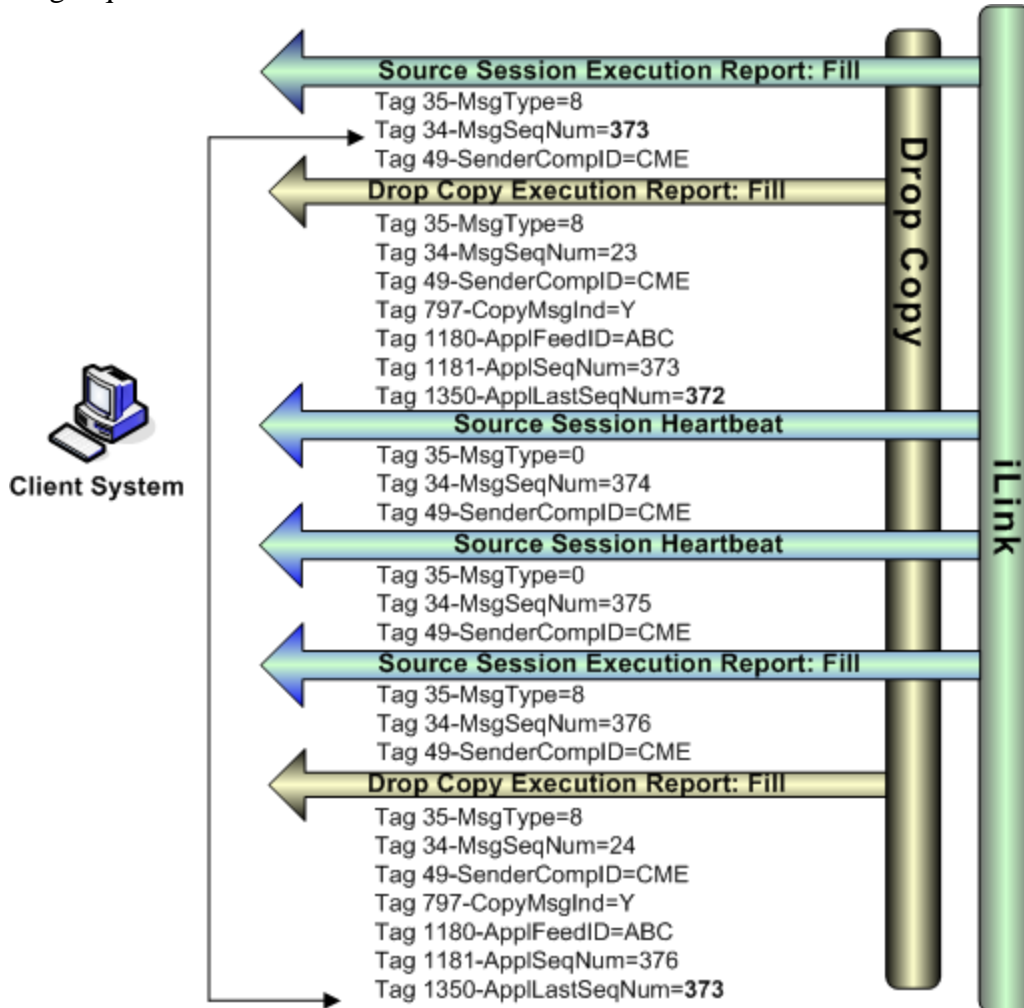 Source Session Execution Report: Fill
Tag 35-MsgType=8
Tag 34-MsgSeqNum=373
Tag 49-SenderCompID=CME
Drop Copy Execution Report: Fill
Tag 35-MsgType=8
Tag 34-MsgSeqNum=23
Tag 49-SenderCompID=CME
Tag 797-CopyMsgInd=Y
Tag 1180-ApplFeedID=ABC
Tag 1181-ApplSeqNum=373
Tag 1350-ApplLastSeqNum=372
Source Session Heartbeat
Tag 35-MsgType=0
Tag 34-MsgSeqNum=374
Tag 49-SenderCompID=CME
Source Session Heartbeat
Tag 35-MsgType=0
Tag 34-MsgSeqNum=375
Tag 49-SenderCompID=CME
Source Session Execution Report: Fill
Tag 35-MsgType=8
Tag 34-MsgSeqNum=376
Tag 49-SenderCompID=CME
Drop Copy Execution Report: Fill
Tag 35-MsgType=8
Tag 34-MsgSeqNum=24
Tag 49-SenderCompID=CME
Tag 797-CopyMsgInd=Y
Tag 1180-ApplFeedID=ABC
Tag 1181-ApplSeqNum=376
Tag 1350-ApplLastSeqNum=373
Client System
Drop Copy
iLink